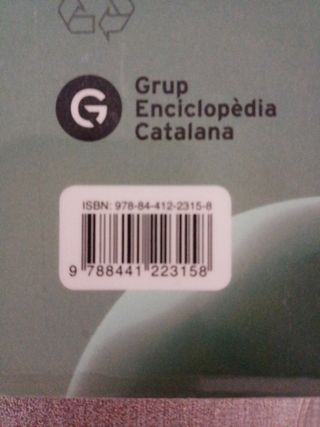 G
Grup
Enciclopèdia
Catalana
ISBN: 978-84-412-2315-8
9 788441 223158